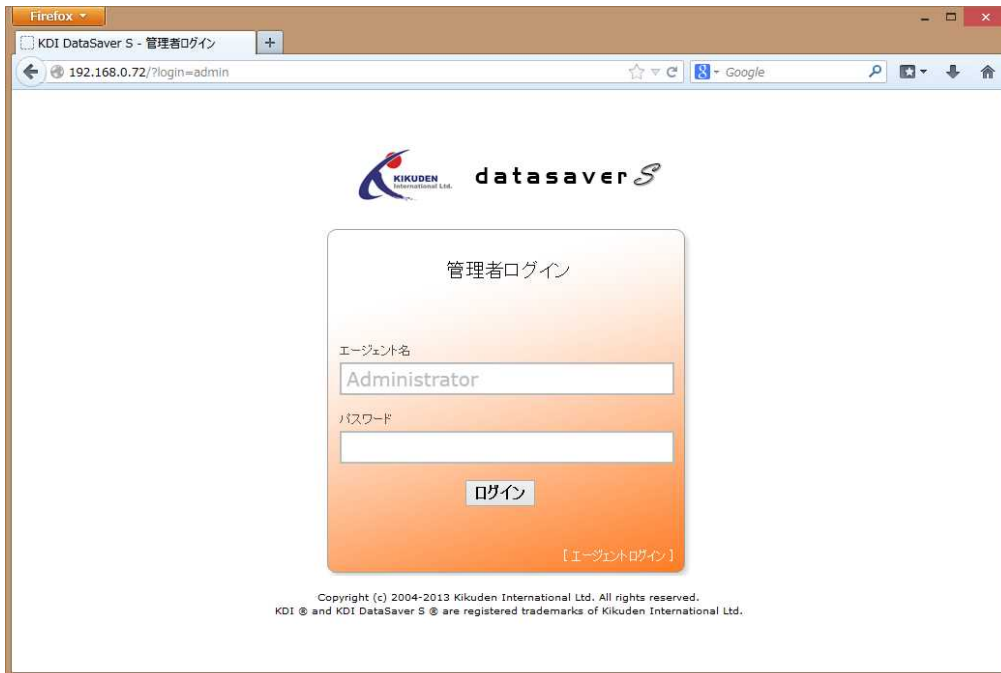 Firefox
KDI DataSaver S - 管理者ログイン
192.168.0.72/?login=admin
Google
KIKUDEN
International Ltd.
datasaver S
管理者ログイン
エージェント名
Administrator
パスワード
ログイン
[ エージェントログイン ]
Copyright (c) 2004-2013 Kikuden International Ltd. All rights reserved.
KDI ® and KDI DataSaver S ® are registered trademarks of Kikuden International Ltd.